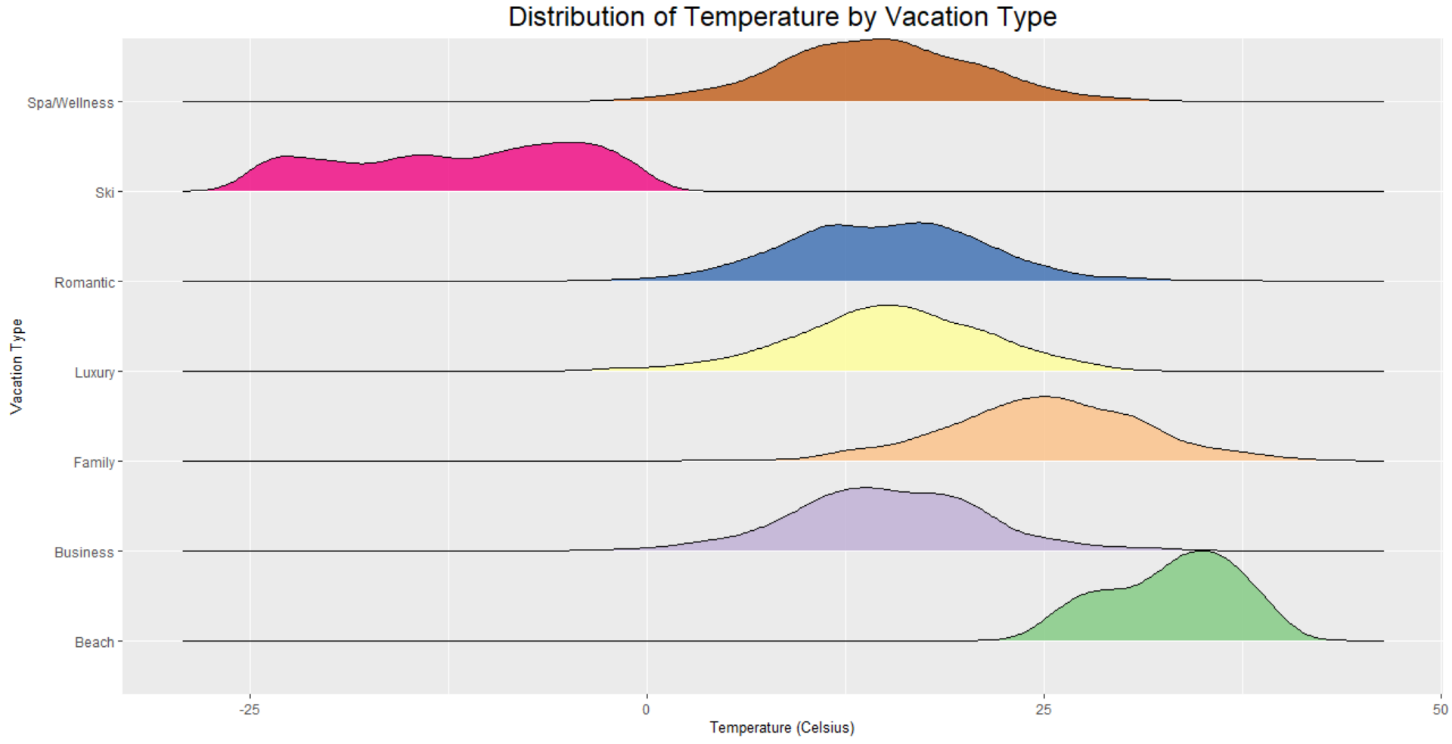 Distribution of Temperature by Vacation Type
Spa/Wellness
Ski
Romantic
Luxury
Family
Business
Beach
Vacation Type
-25
0
25
50
Temperature (Celsius)